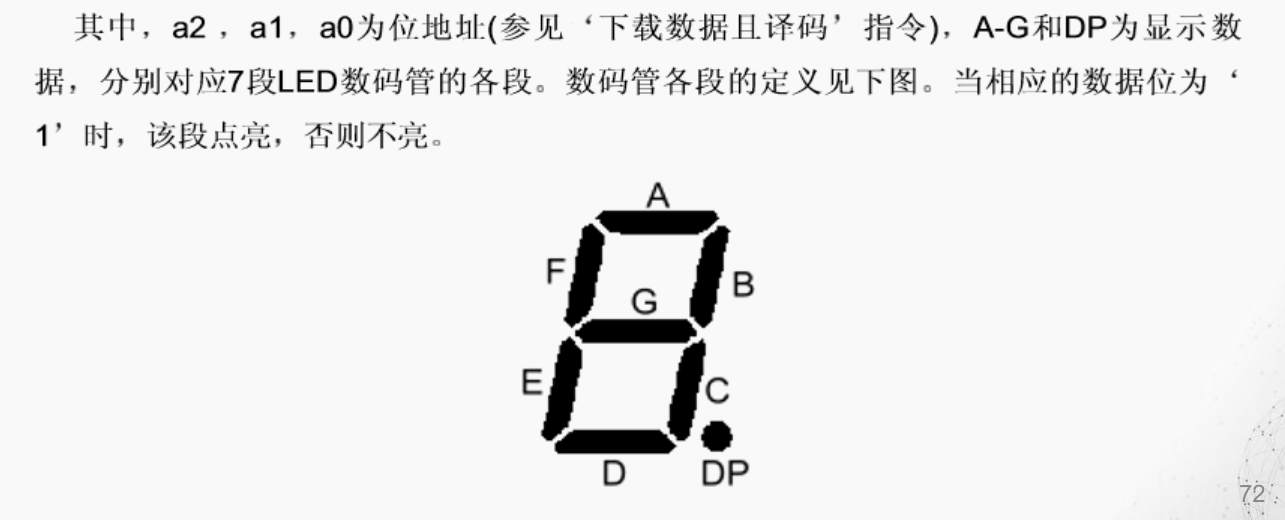 其中，a2 ，a1，a0为位地址(参见‘下载数据且译码’指令)，A-G和DP为显示数
据，分别对应7段LED数码管的各段。数码管各段的定义见下图。当相应的数据位为‘
1’时，该段点亮，否则不亮。
A
F
B
G
E
C
D
DP
72